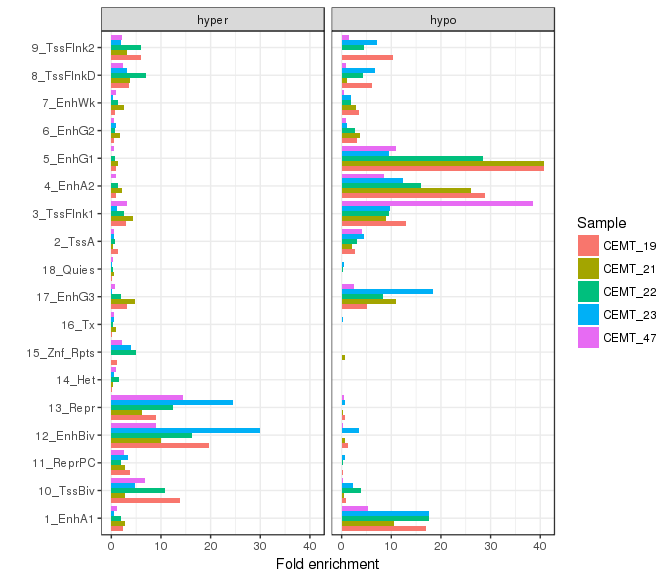 hyper
hypo
9_TssFlnk2
8_TssFlnkD
7_EnhWk
6_EnhG2
5_EnhG1
4_EnhA2
3_TssFlnk1
2_TssA
18_Quies
17_EnhG3
16_Tx
15_Znf_Rpts
14_Het
13_Repr
12_EnhBiv
11_ReprPC
10_TssBiv
1_EnhA1
0 10 20 30 40
0 10 20 30 40
Fold enrichment
Sample
CEMT_19
CEMT_21
CEMT_22
CEMT_23
CEMT_47